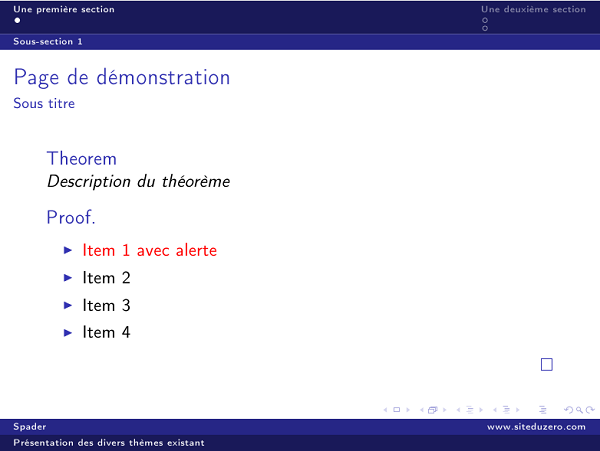 Une première section
Une deuxième section
Sous-section 1
Page de démonstration
Sous titre
Theorem
Description du théorème
Proof.
Item 1 avec alerte
Item 2
Item 3
Item 4
Spader
www.siteduzero.com
Présentation des divers thèmes existant